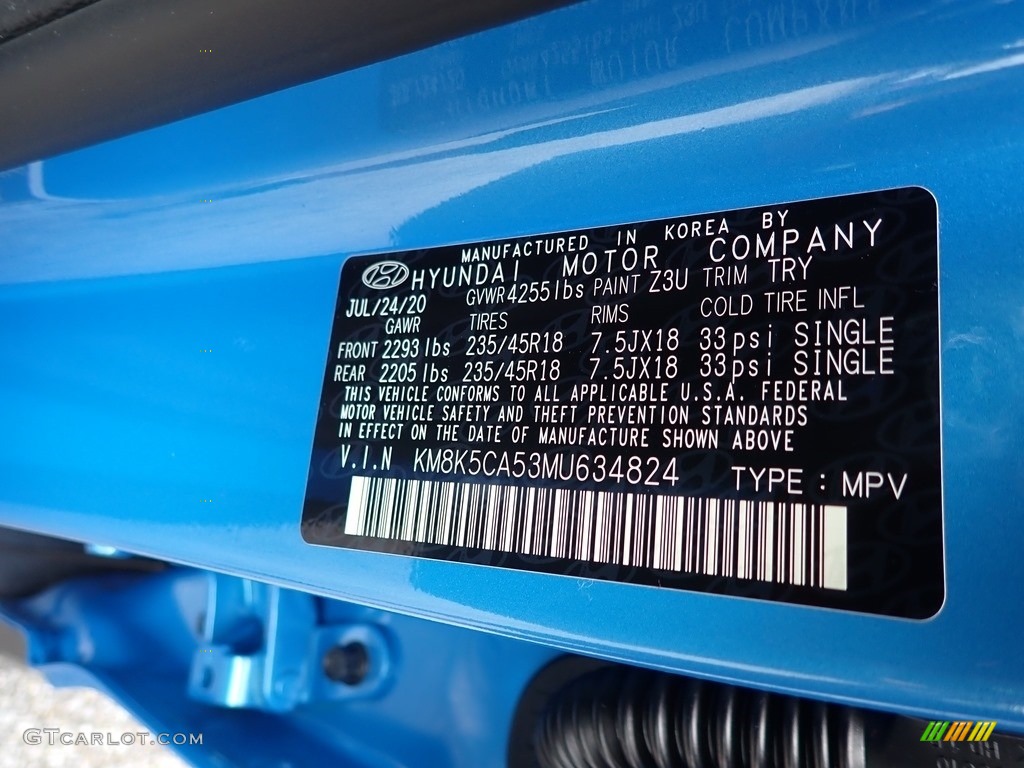 MANUFACTURED IN KOREA BY
HYUNDAI MOTOR COMPANY
JUL/24/20 GVWR 4255lbs PAINT Z3U TRIM TRY
GAWR TIRES RIMS COLD TIRE INFL
FRONT 2293lbs 235/45R18 7.5JX18 33psi SINGLE
REAR 2205lbs 235/45R18 7.5JX18 33psi SINGLE
THIS VEHICLE CONFORMS TO ALL APPLICABLE U.S.A. FEDERAL
MOTOR VEHICLE SAFETY AND THEFT PREVENTION STANDARDS
IN EFFECT ON THE DATE OF MANUFACTURE SHOWN ABOVE
V.I.N KM8K5CA53MU634824 TYPE : MPV
GTCARLOT.COM